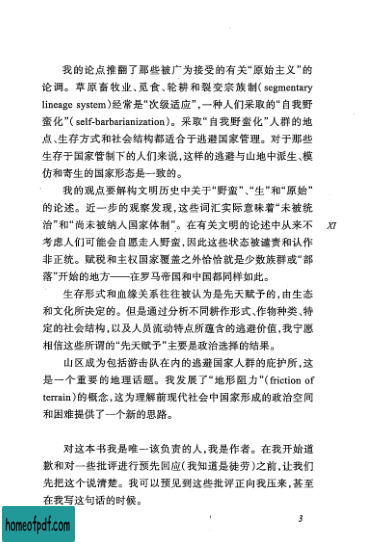 我的论点推翻了那些被广为接受的有关“原始主义”的
论调。草原畜牧业、觅食、轮耕和裂变宗族制(segmentary
lineage system)经常是“次级适应”,一种人们采取的“自我野
蛮化”(self-barbarianization)。采取“自我野蛮化”人群的地
点、生存方式和社会结构都适合于逃避国家管理。对于那些
生存于国家管制下的人们来说,这样的逃避与山地中派生、模
仿和寄生的国家形态是一致的。
我的观点要解构文明历史中关于“野蛮”、“生”和“原始”
的论述。近一步的观察发现,这些词汇实际意味着“未被统
治”和“尚未被纳入国家体制”。在有关文明的论述中从来不
考虑人们可能会自愿走入野蛮,因此这些状态被谴责和认作
非正统。赋税和主权国家覆盖之外恰恰就是少数族群或“部
落”开始的地方——在罗马帝国和中国都同样如此。
生存形式和血缘关系往往被认为是先天赋予的,由生态
和文化所决定的。但是通过分析不同耕作形式、作物种类、特
定的社会结构,以及人员流动特点所蕴含的逃避价值,我宁愿
相信这些所谓的“先天赋予”主要是政治选择的结果。
山区成为包括游击队在内的逃避国家人群的庇护所,这
是一个重要的地理话题。我发展了“地形阻力”(friction of
terrain)的概念,这为理解前现代社会中国家形成的政治空间
和困难提供了一个新的思路。
对这本书我是唯一该负责的人,我是作者。在我开始道
歉和对一些批评进行预先回应(我知道是徒劳)之前,让我们
先把这个说清楚。我可以预见到这些批评正向我压来,甚至
在我写这句话的时候。
XI
3
homeofpdf.com